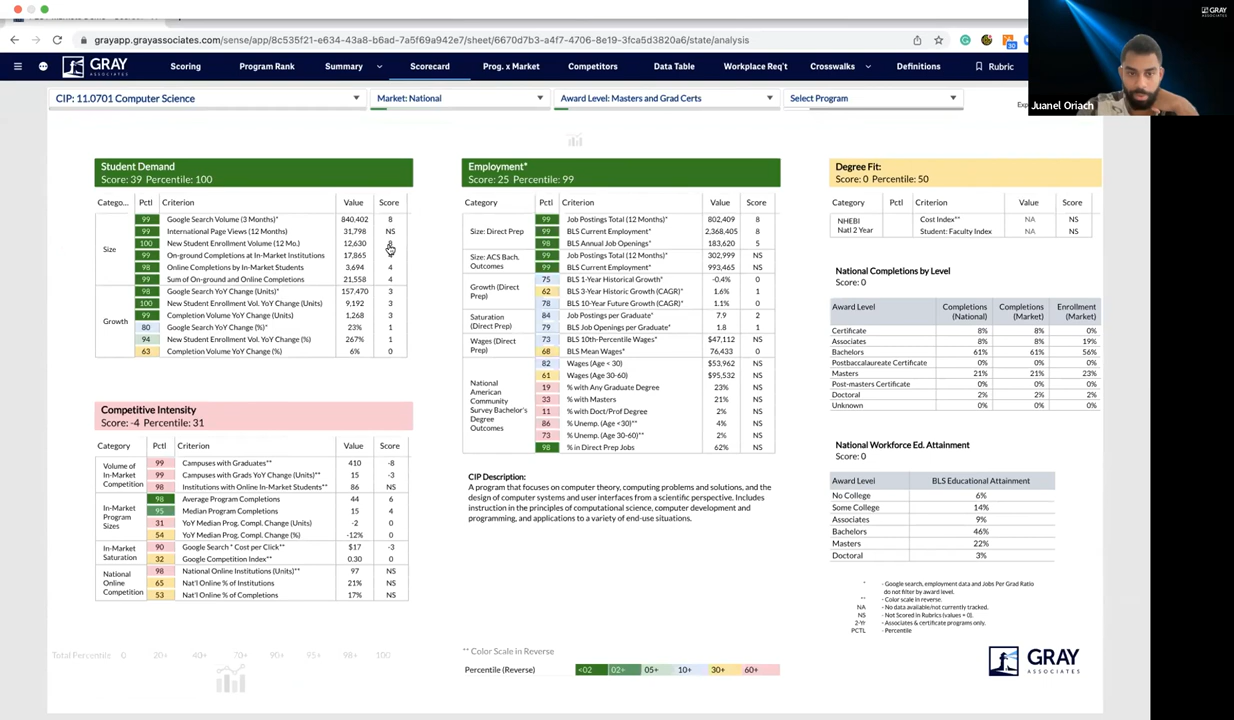 GRAY
ASSOCIATES
grayapp.grayassociates.com/sense/app/8c535f21-e634-43a8-b6ad-7a5f69a942e7/sheet/6670d7b3-a4f7-4706-8e19-3fca5d3820a6/state/analysis
30
GRAY
ASSOCIATES
Scoring
Program Rank
Summary
Scorecard
Prog. x Market
Competitors
Data Table
Workplace Req't
Crosswalks
Definitions
Rubric
Juanel Oriach
CIP: 11.0701 Computer Science
Market: National
Award Level: Masters and Grad Certs
Select Program
Student Demand
Score: 39 Percentile: 100
Catego... Pctl Criterion Value Score
Size
99 Google Search Volume (3 Months)* 840,402 8
99 International Page Views (12 Months) 31,798 NS
100 New Student Enrollment Volume (12 Mo.) 12,630
99 On-ground Completions at Market Institutions 17,865
98 Online Completions by In-Market Students 3,694 4
99 Sum of On-ground and Online Completions 21,558 4
Growth
98 Google Search YoY Change (Units)* 157,470 3
100 New Student Enrollment Vol. YoY Change (Units) 9,192 3
99 Completion Volume YoY Change (Units) 1,268 3
80 Google Search YoY Change (%)* 23% 1
94 New Student Enrollment Vol. YoY Change (%) 267% 1
63 Completion Volume YoY Change (%) 6% 0
Competitive Intensity
Score: -4 Percentile: 31
Category Pctl Criterion Value Score
Volume of
In-Market
Competition
99 Campuses with Graduates** 410 -8
99 Campuses with Grads YoY Change (Units)** 15 -3
98 Institutions with Online In-Market Students** 86 NS
In-Market
Program
Sizes
98 Average Program Completions 44 6
95 Median Program Completions 15 4
31 YoY Median Prog. Compl. Change (Units) -2 0
54 YoY Median Prog. Compl. Change (%) -12% 0
In-Market
Saturation
90 Google Search * Cost per Click** $17 -3
32 Google Competition Index** 0.30 0
National
Online
Competition
98 National Online Institutions (Units)** 97 NS
65 Nat'l Online % of Institutions 21% NS
53 Nat'l Online % of Completions 17% NS
Total Percentile 0 20+ 40+ 70+ 90+ 95+ 98+ 100
Employment*
Score: 25 Percentile: 99
Category Pctl Criterion Value Score
Size: Direct Prep
99 Job Postings Total (12 Months)* 802,409 8
99 BLS Current Employment* 2,368,405 8
98 BLS Annual Job Openings* 183,620 5
Size: ACS Bach.
Outcomes
99 Job Postings Total (12 Months)* 302,999 NS
99 BLS Current Employment* 993,465 NS
Growth (Direct
Prep)
75 BLS 1-Year Historical Growth* -0.4% 0
62 BLS 3-Year Historic Growth (CAGR)* 1.6% 1
78 BLS 10-Year Future Growth (CAGR)* 1.1% 0
Saturation
(Direct Prep)
84 Job Postings per Graduate* 7.9 2
79 BLS Job Openings per Graduate* 1.8 1
Wages (Direct
Prep)
73 BLS 10th-Percentile Wages* $47,112 NS
68 BLS Mean Wages* 76,433 0
National
American
Community
Survey Bachelor's
Degree
Outcomes
82 Wages (Age < 30) $53,962 NS
61 Wages (Age 30-60) $95,532 NS
19 % with Any Graduate Degree 23% NS
33 % with Masters 21% NS
11 % with Doct/Prof Degree 2% NS
86 % Unemp. (Age <30)** 4% NS
73 % Unemp. (Age 30-60)** 2% NS
98 % in Direct Prep Jobs 62% NS
CIP Description:
A program that focuses on computer theory, computing problems and solutions, and the
design of computer systems and user interfaces from a scientific perspective. Includes
instruction in the principles of computational science, computer development and
programming, and applications to a variety of end-use situations.
** Color Scale in Reverse
Percentile (Reverse) <02 02+ 05+ 10+ 30+ 60+
Degree Fit:
Score: 0 Percentile: 50
Category Pctl Criterion Value Score
NHEBI
Natl 2 Year
Cost Index** NA NS
Student: Faculty Index NA NS
National Completions by Level
Score: 0
Award Level Completions (National) Completions (Market) Enrollment (Market)
Certificate 8% 8% 0%
Associates 8% 8% 19%
Bachelors 61% 61% 56%
Postbaccalaureate Certificate 0% 0% 0%
Masters 21% 21% 23%
Post-masters Certificate 0% 0% 0%
Doctoral 2% 2% 2%
Unknown 0% 0% 0%
National Workforce Ed. Attainment
Score: 0
Award Level BLS Educational Attainment
No College 6%
Some College 14%
Associates 9%
Bachelors 46%
Masters 22%
Doctoral 3%
* - Google search, employment data and Jobs Per Grad Ratio
do not filter by award level.
** - Color scale in reverse.
NA - No data available/not currently tracked.
NS - Not Scored in Rubrics (values = 0).
2-Yr - Associates & certificate programs only.
PCTL - Percentile
GRAY
ASSOCIATES